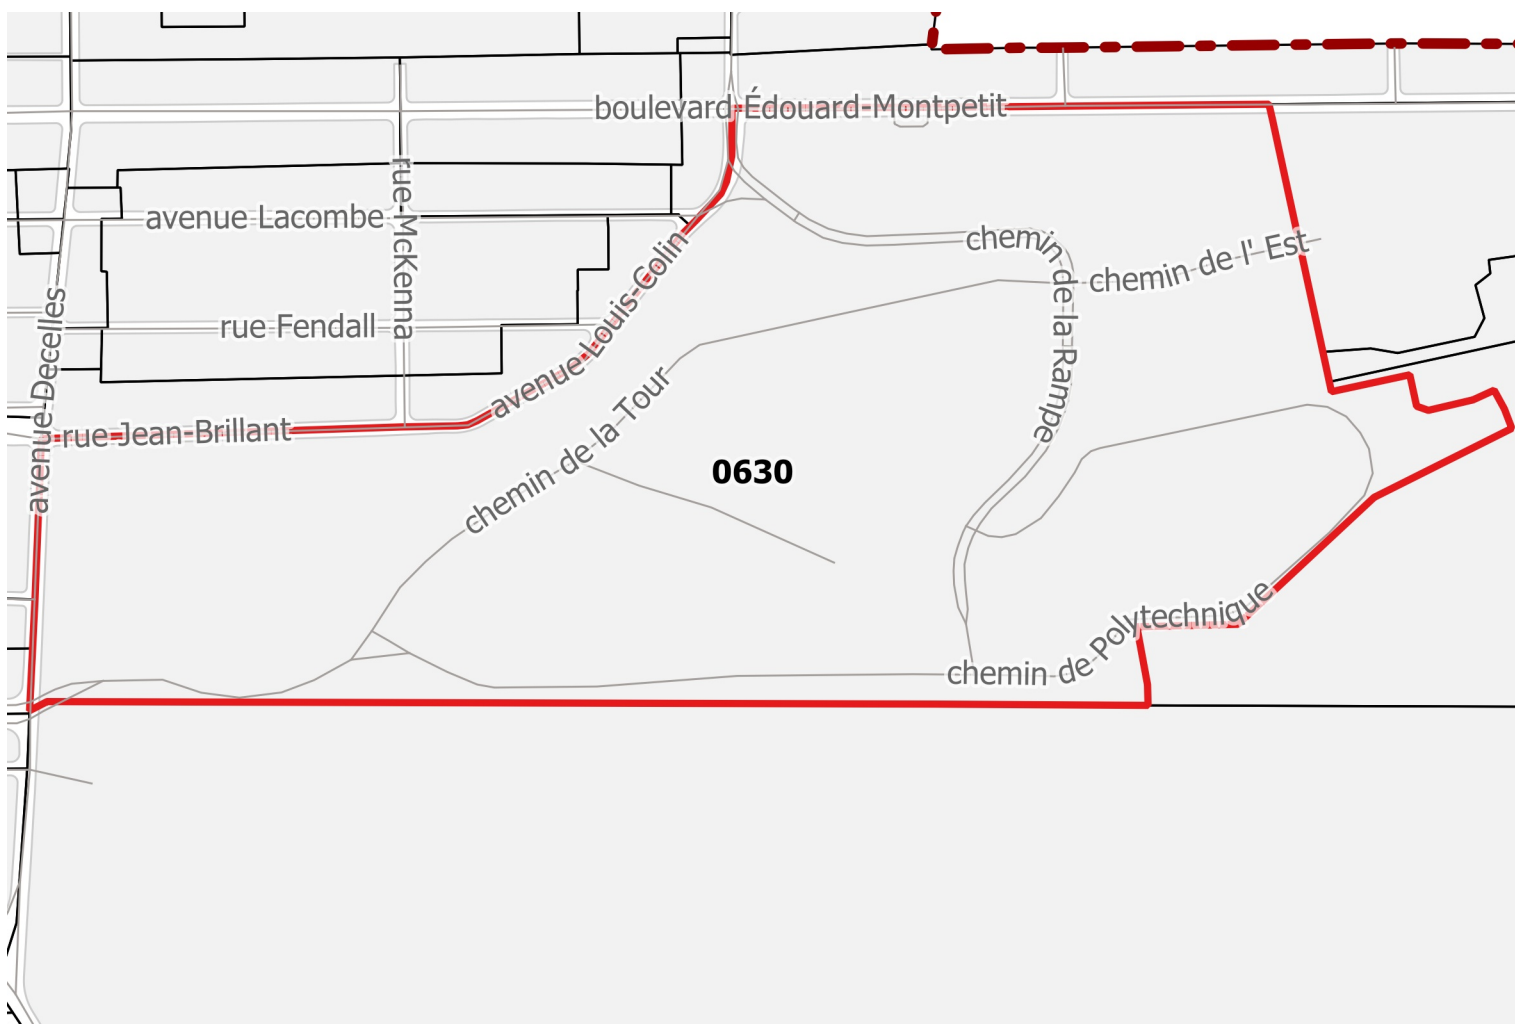 boulevard Édouard-Montpetit
rue McKenna
avenue Lacombe
chemin de la Rampe
chemin de l' Est
avenue Louis-Colin
rue Fendall
avenue Decelles
chemin de la Tour
rue Jean-Brillant
0630
chemin de Polytechnique